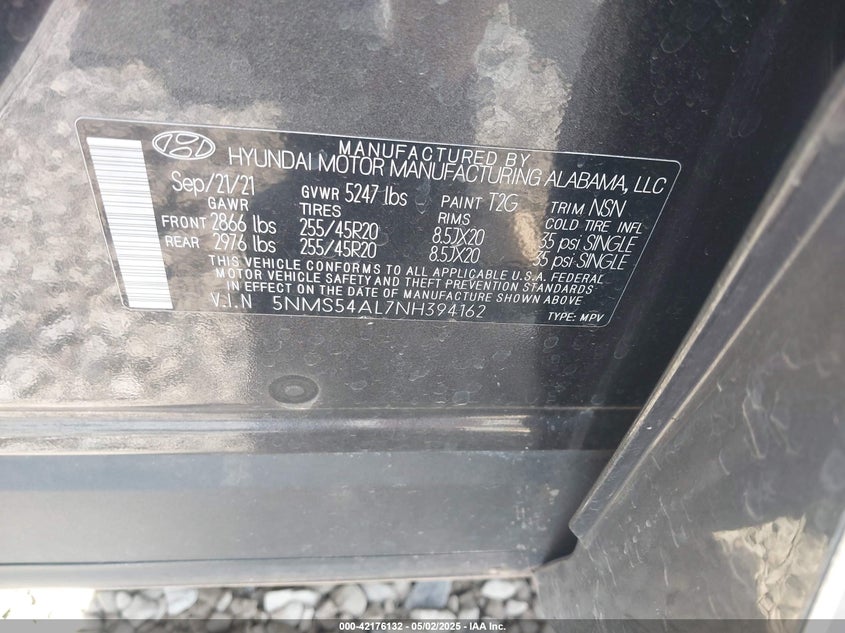 MANUFACTURED BY
HYUNDAI MOTOR MANUFACTURING ALABAMA, LLC
Sep/21/21 GVWR 5247 lbs PAINT T2G TRIM NSN
GAWR TIRES RIMS COLD TIRE INFL
FRONT 2866 lbs 255/45R20 8.5JX20 35 psi SINGLE
REAR 2976 lbs 255/45R20 8.5JX20 35 psi SINGLE
THIS VEHICLE CONFORMS TO ALL APPLICABLE U.S.A. FEDERAL
MOTOR VEHICLE SAFETY AND THEFT PREVENTION STANDARDS
IN EFFECT ON THE DATE OF MANUFACTURE SHOWN ABOVE
V.I.N 5NMS54AL7NH394162
TYPE: MPV
000-42176132 - 05/02/2025 - IAA Inc.